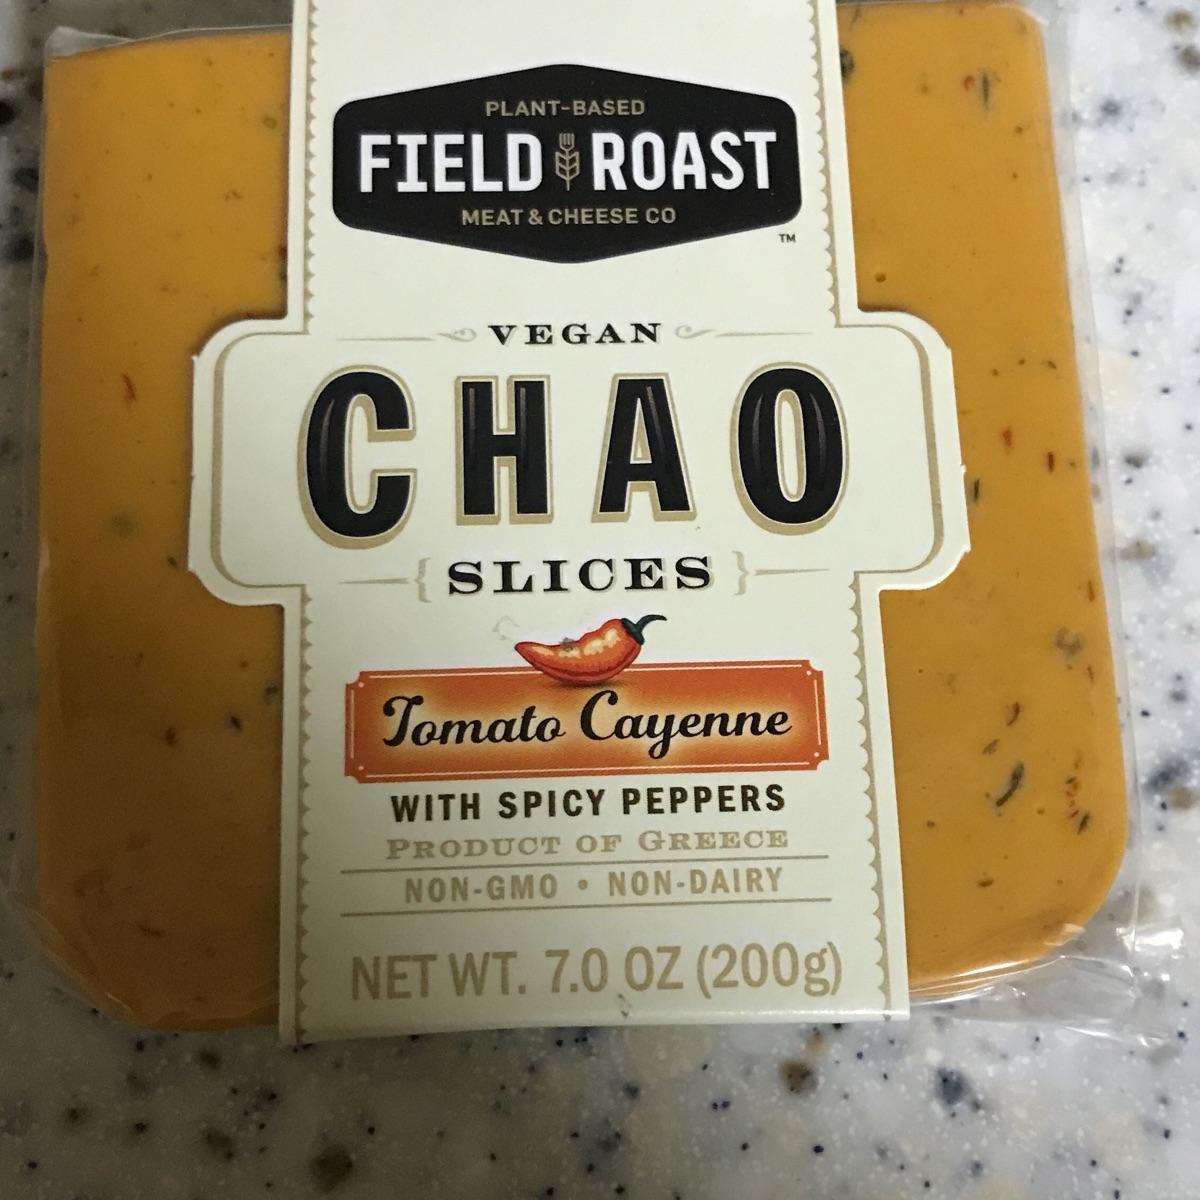 PLANT-BASED
FIELD ROAST
MEAT & CHEESE CO
™
VEGAN
CHAO
SLICES
Tomato Cayenne
WITH SPICY PEPPERS
PRODUCT OF GREECE
NON-GMO • NON-DAIRY
NET WT. 7.0 OZ (200g)